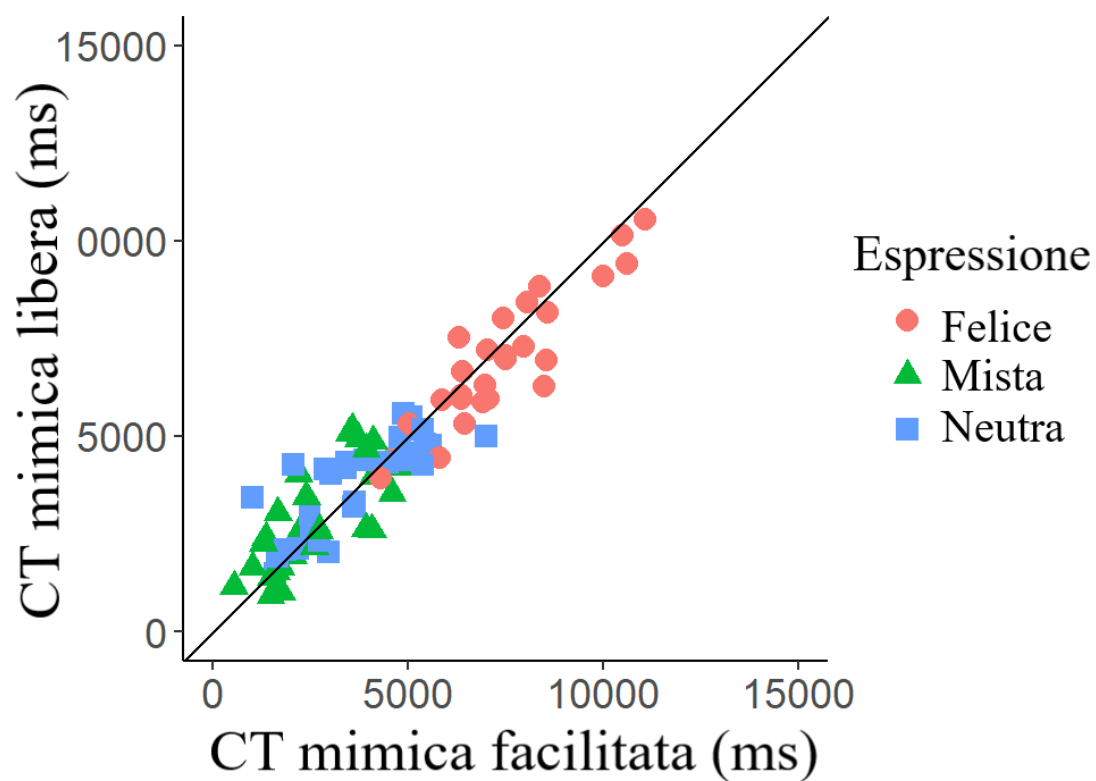 15000
0000
5000
0
CT mimica libera (ms)
0 5000 10000 15000
CT mimica facilitata (ms)
Espressione
Felice
Mista
Neutra